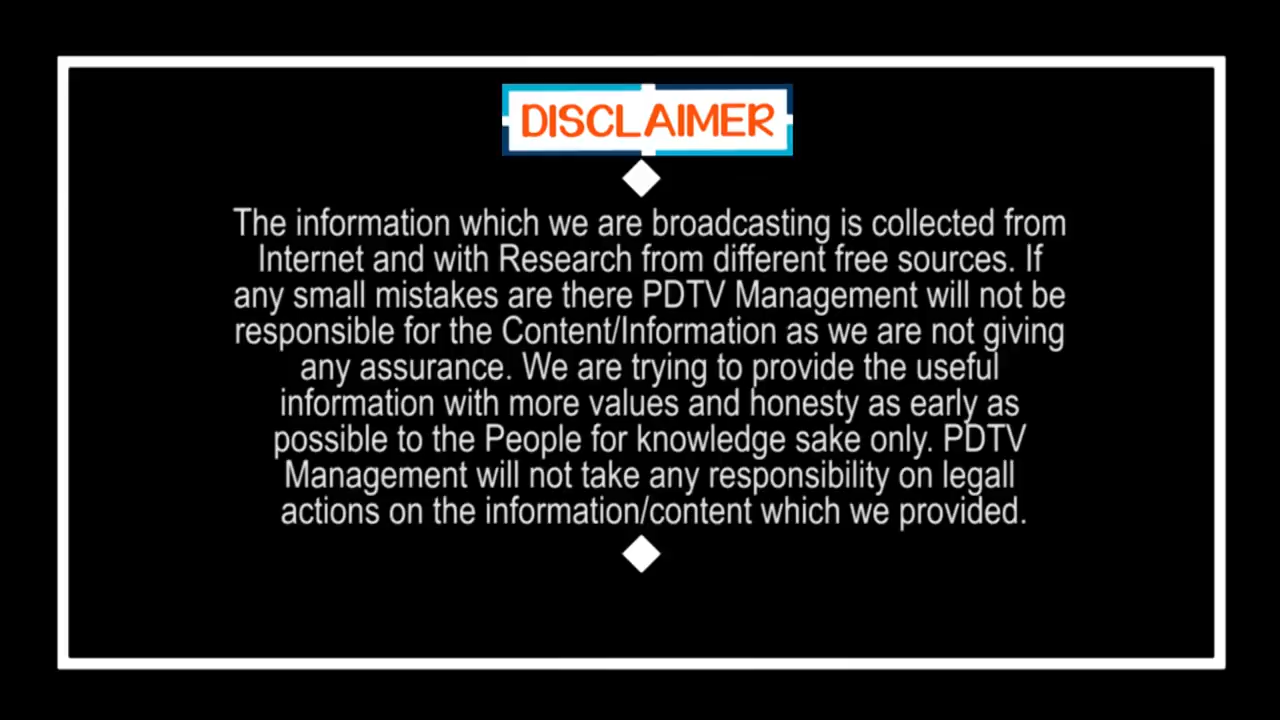 DISCLAIMER
The information which we are broadcasting is collected from
Internet and with Research from different free sources. If
any small mistakes are there PDTV Management will not be
responsible for the Content/Information as we are not giving
any assurance. We are trying to provide the useful
information with more values and honesty as early as
possible to the People for knowledge sake only. PDTV
Management will not take any responsibility on legall
actions on the information/content which we provided.